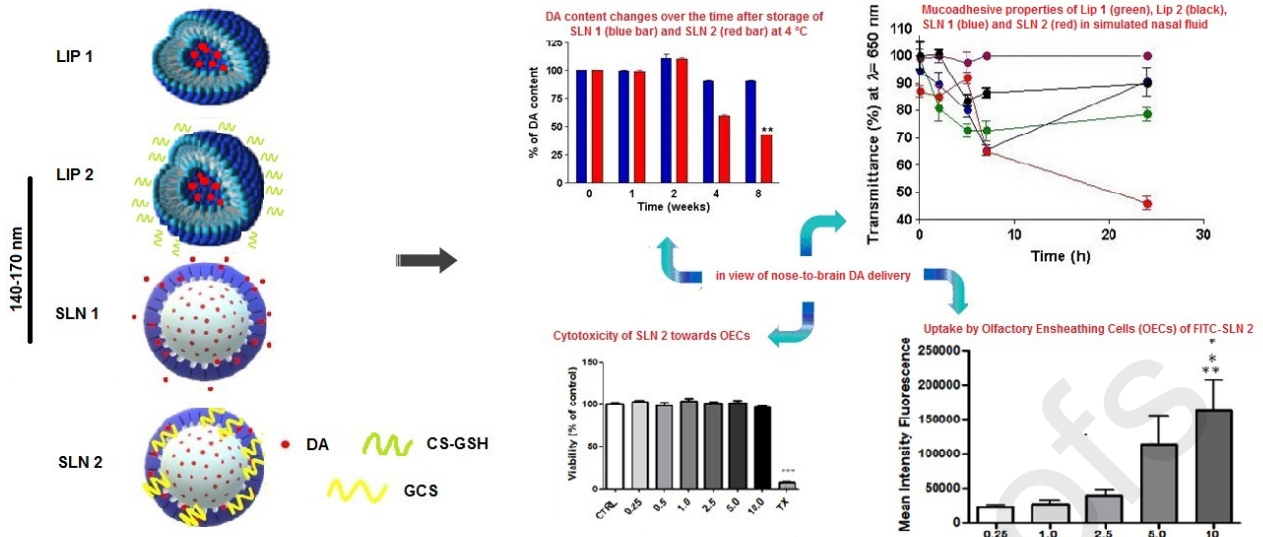 LIP 1
LIP 2
SLN 1
SLN 2
140-170 nm
DA
CS-GSH
GCS
DA content changes over the time after storage of
SLN 1 (blue bar) and SLN 2 (red bar) at 4 °C
% of DA content
125
100
75
50
25
0
**
0 1 2 4 8
Time (weeks)
Mucoadhesive properties of Lip 1 (green), Lip 2 (black),
SLN 1 (blue) and SLN 2 (red) in simulated nasal fluid
Transmittance (%) at λ= 650 nm
100
90
80
70
60
50
40
0 10 20 30
Time (h)
in view of nose-to-brain DA delivery
Cytotoxicity of SLN 2 towards OECs
Viability (% of control)
150
100
50
0
***
CTRL 0.25 0.5 1.0 2.5 5.0 10.0 TX
Uptake by Olfactory Ensheathing Cells (OECs) of FITC-SLN 2
Mean Intensity Fluorescence
250000
200000
150000
100000
50000
0
*
*
**
0.25 1.0 2.5 5.0 10
ofs